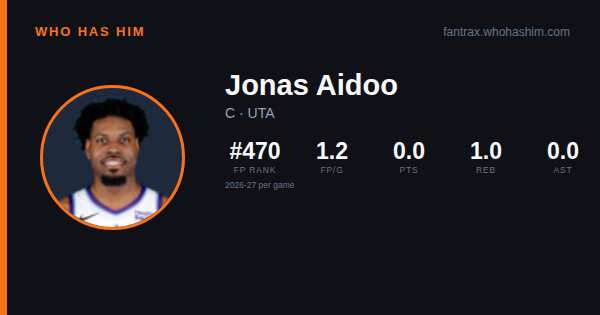 WHO HAS HIM
fantrax.whohashim.com
Jonas Aidoo
C · UTA
#470 1.2 0.0 1.0 0.0
FP RANK FP/G PTS REB AST
2026-27 per game